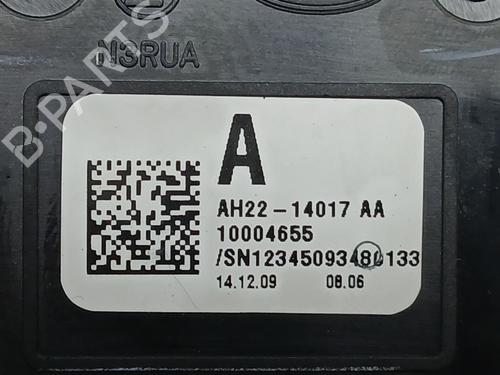 N3RUA
B-PARTS
A
AH22-14017 AA
10004655
/SN12345093480133
14.12.09 08.06